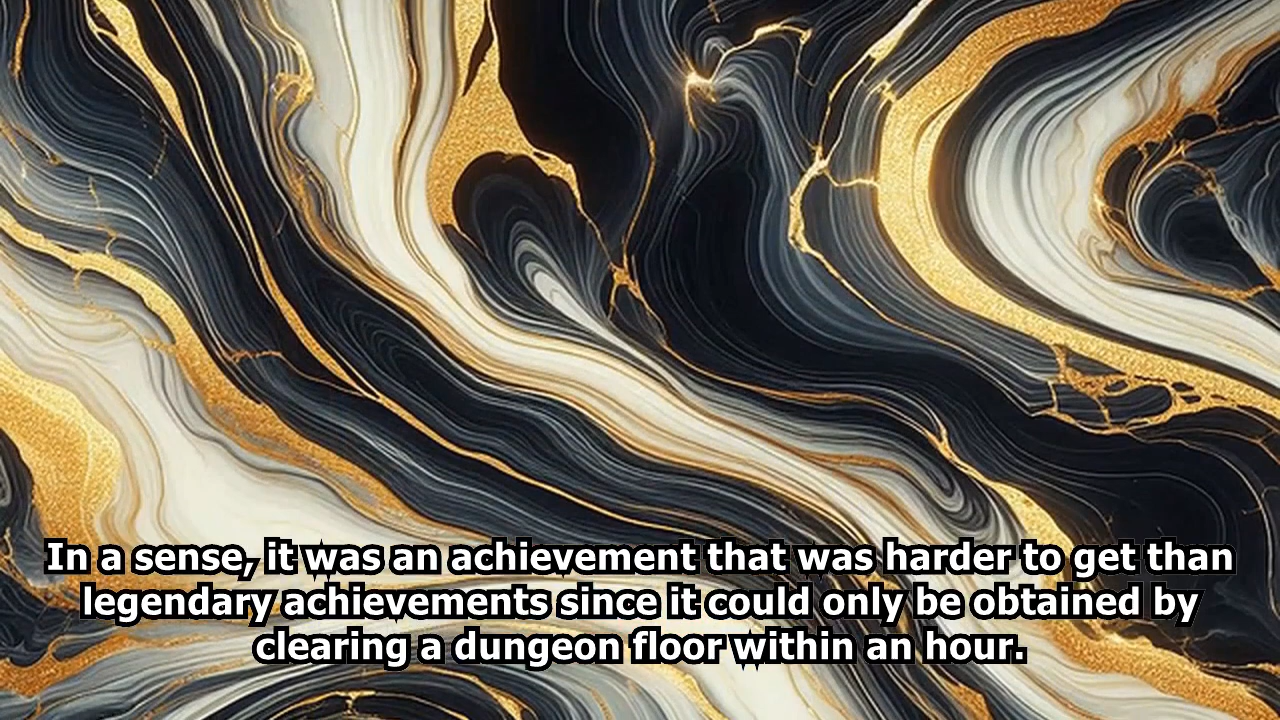 In a sense, it was an achievement that was harder to get than
legendary achievements since it could only be obtained by
clearing a dungeon floor within an hour.